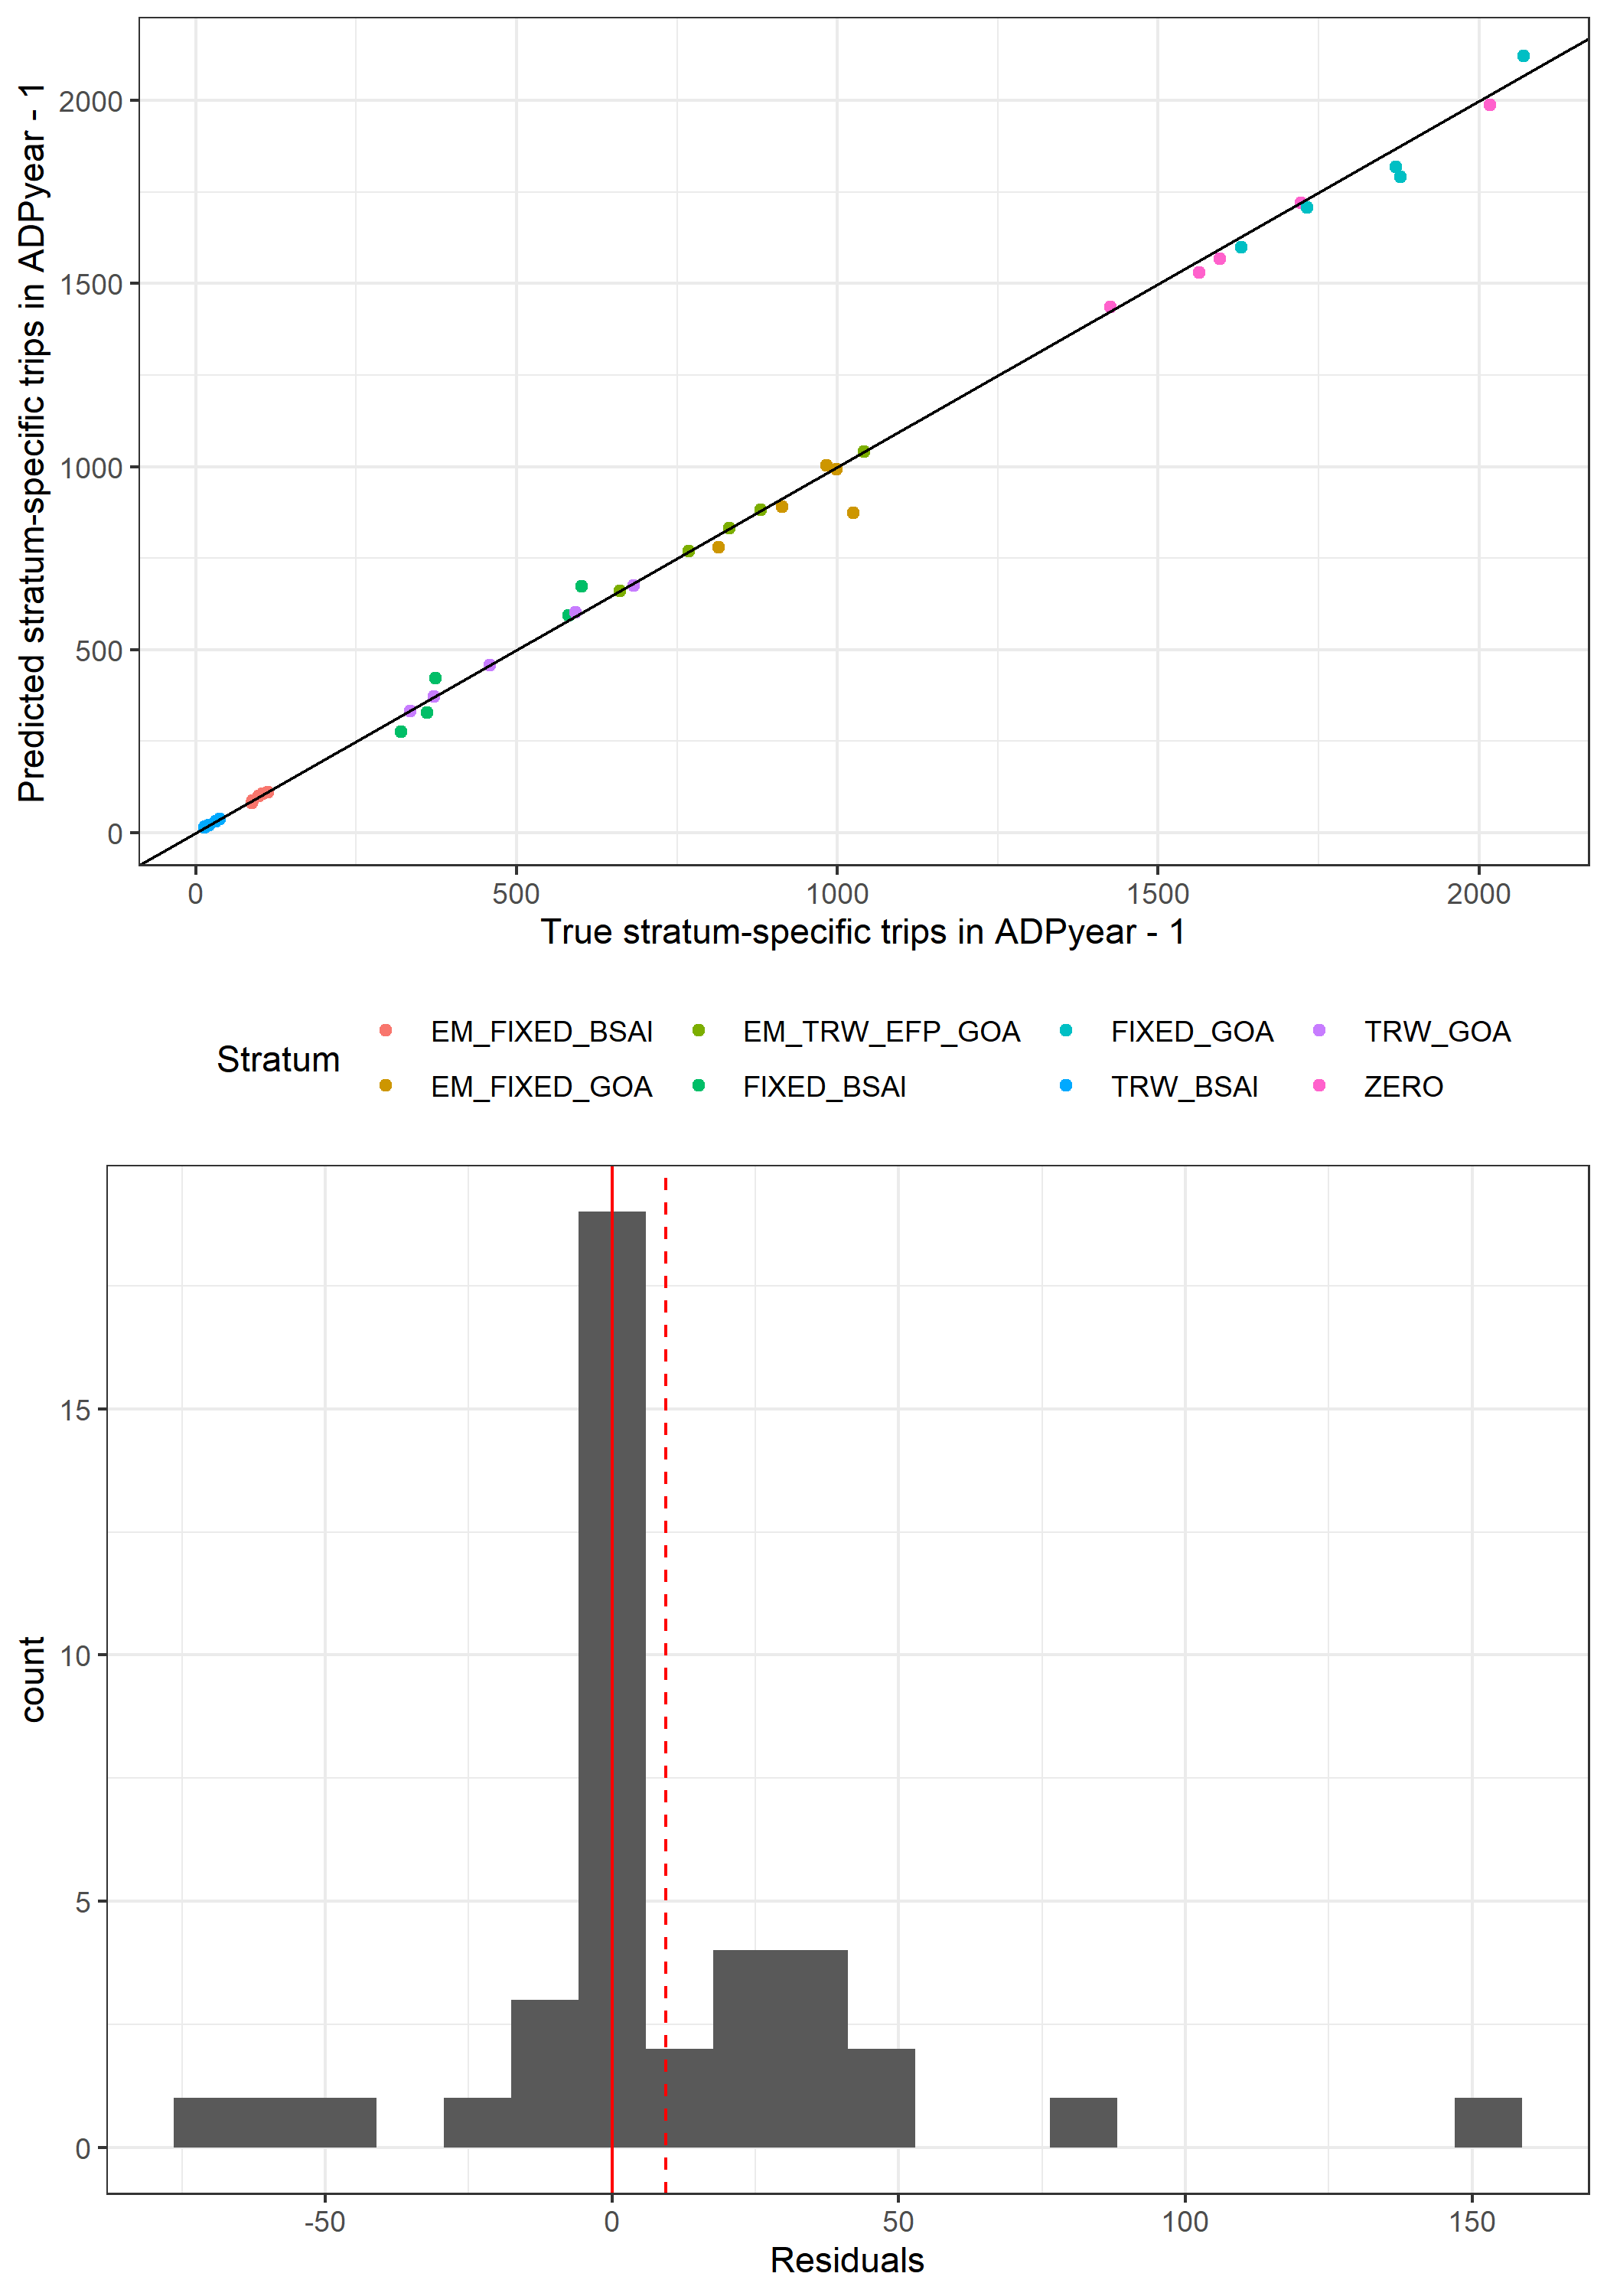 Predicted stratum-specific trips in ADPyear - 1
2000
1500
1000
500
0
0 500 1000 1500 2000
True stratum-specific trips in ADPyear - 1
Stratum
EM_FIXED_BSAI EM_TRW_EFP_GOA FIXED_GOA TRW_GOA
EM_FIXED_GOA FIXED_BSAI TRW_BSAI ZERO
count
15
10
5
0
-50 0 50 100 150
Residuals